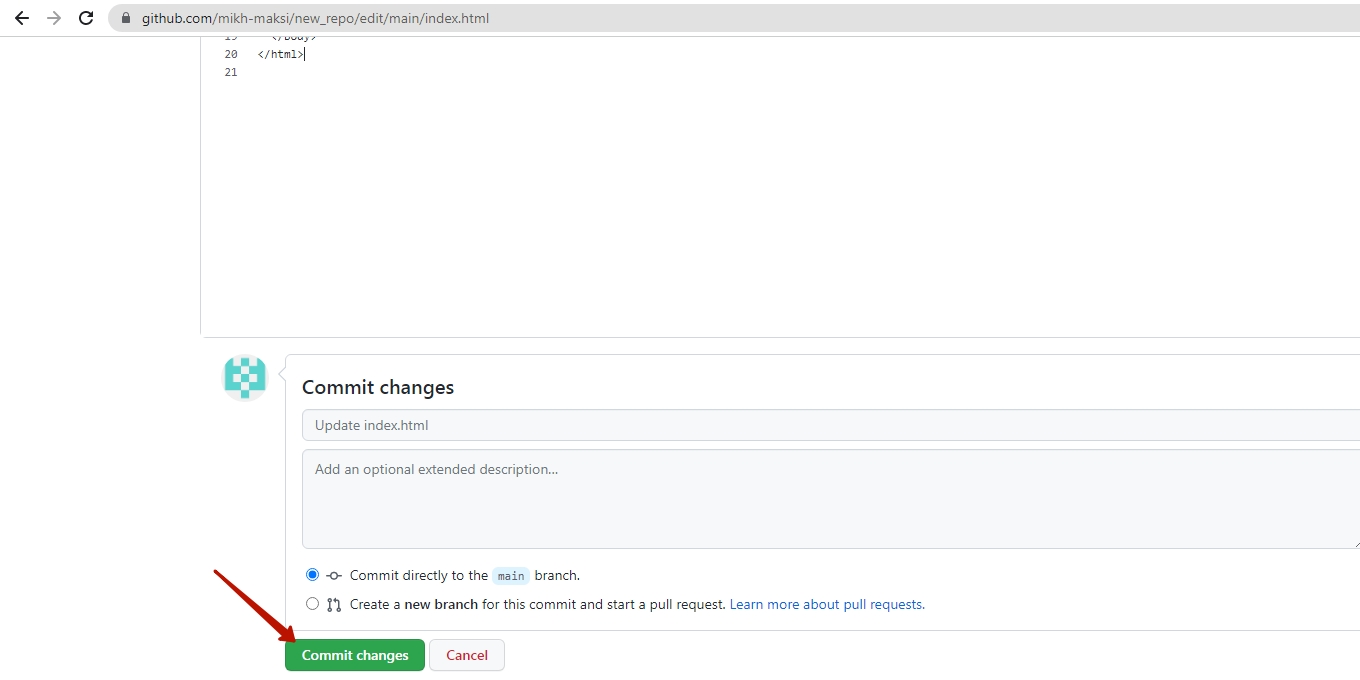 github.com/mikh-maksi/new_repo/edit/main/index.html
19 </body>
20 </html>
21
Commit changes
Update index.html
Add an optional extended description...
Commit directly to the main branch.
Create a new branch for this commit and start a pull request. Learn more about pull requests.
Commit changes Cancel